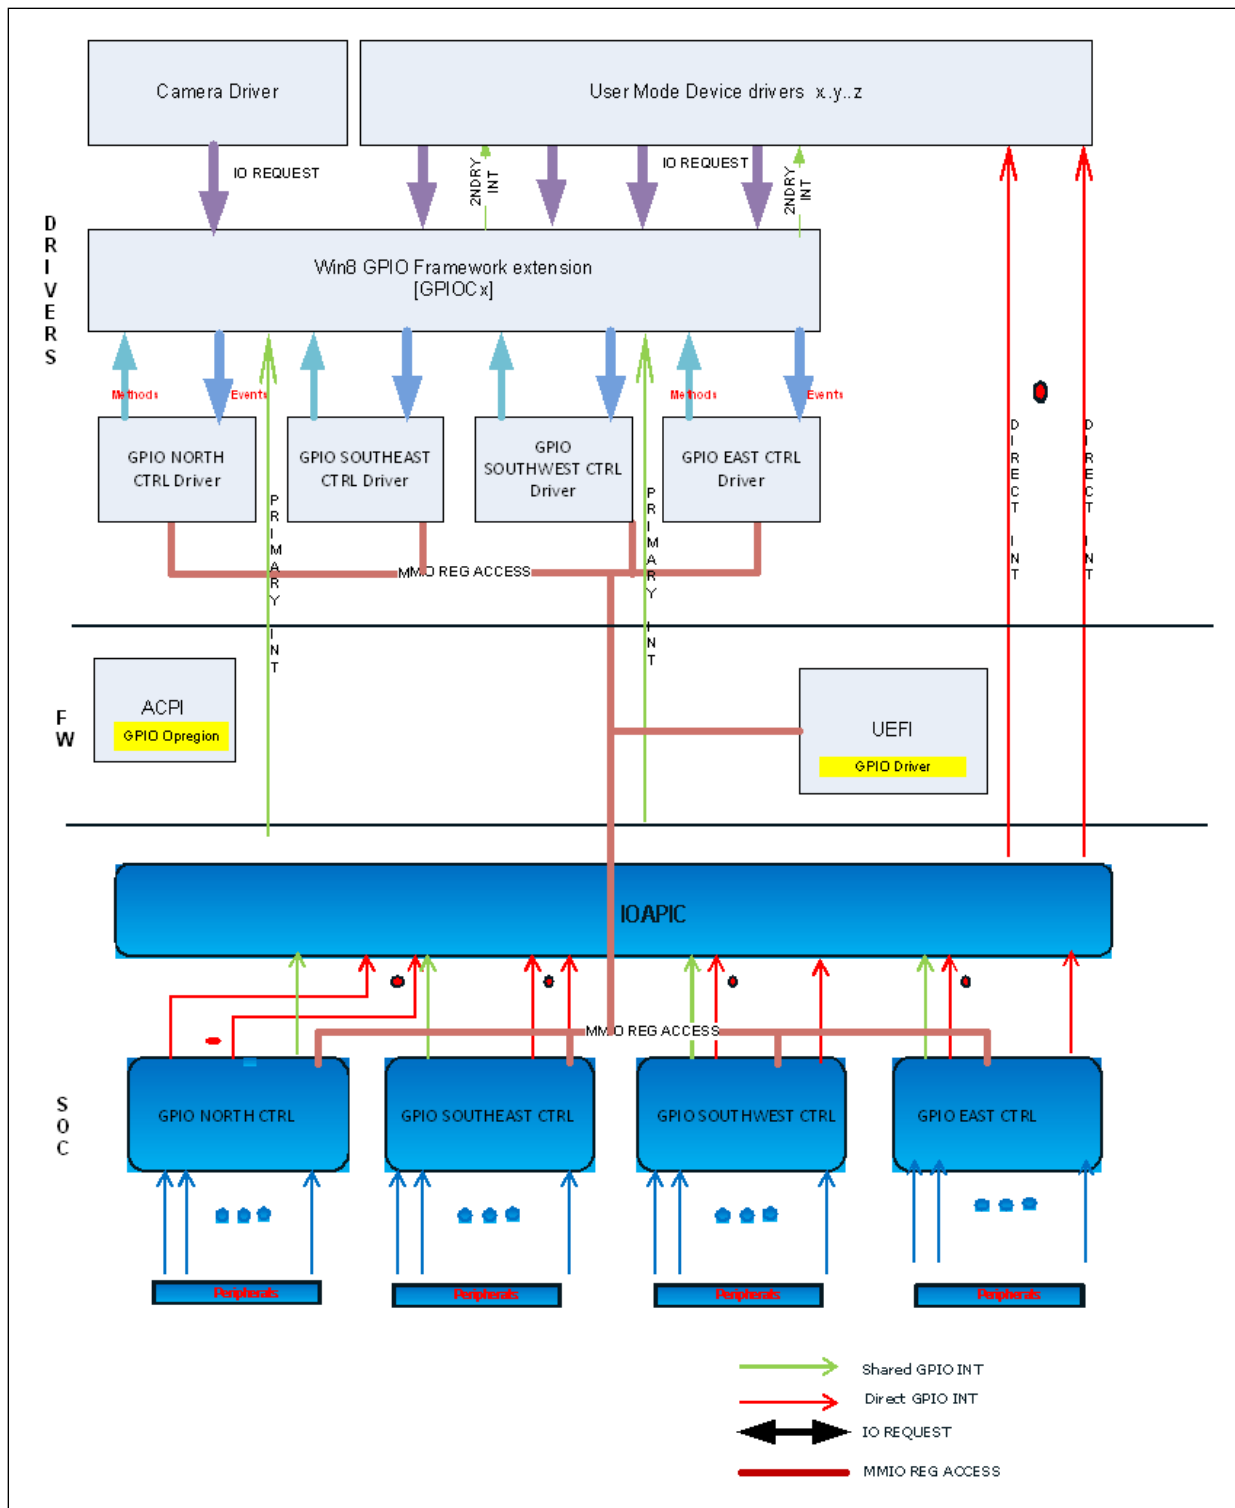 Camera Driver
User Mode Device drivers x..y..z
IO REQUEST
2NDRY INT
IO REQUEST
2NDRY INT
DRIVERS
Win8 GPIO Framework extension
[GPIOCx]
Methods
Events
Methods
Events
GPIO NORTH
CTRL Driver
GPIO SOUTHEAST
CTRL Driver
GPIO
SOUTHWEST CTRL
Driver
GPIO EAST CTRL
Driver
PRIMARY INT
PRIMARY INT
DIRECT INT
DIRECT INT
MMIO REG ACCESS
FW
ACPI
GPIO Opregion
UEFI
GPIO Driver
IOAPIC
MMIO REG ACCESS
SOC
GPIO NORTH CTRL
GPIO SOUTHEAST CTRL
GPIO SOUTHWEST CTRL
GPIO EAST CTRL
Peripherals
Peripherals
Peripherals
Peripherals
Shared GPIO INT
Direct GPIO INT
IO REQUEST
MMIO REG ACCESS